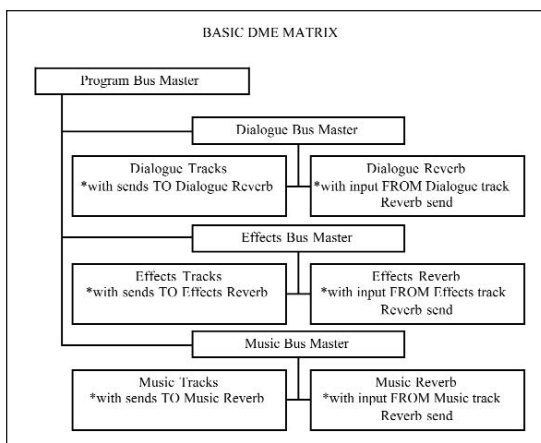 BASIC DME MATRIX
Program Bus Master
Dialogue Bus Master
Dialogue Tracks
*with sends TO Dialogue Reverb
Dialogue Reverb
*with input FROM Dialogue track
Reverb send
Effects Bus Master
Effects Tracks
*with sends TO Effects Reverb
Effects Reverb
*with input FROM Effects track
Reverb send
Music Bus Master
Music Tracks
*with sends TO Music Reverb
Music Reverb
*with input FROM Music track
Reverb send